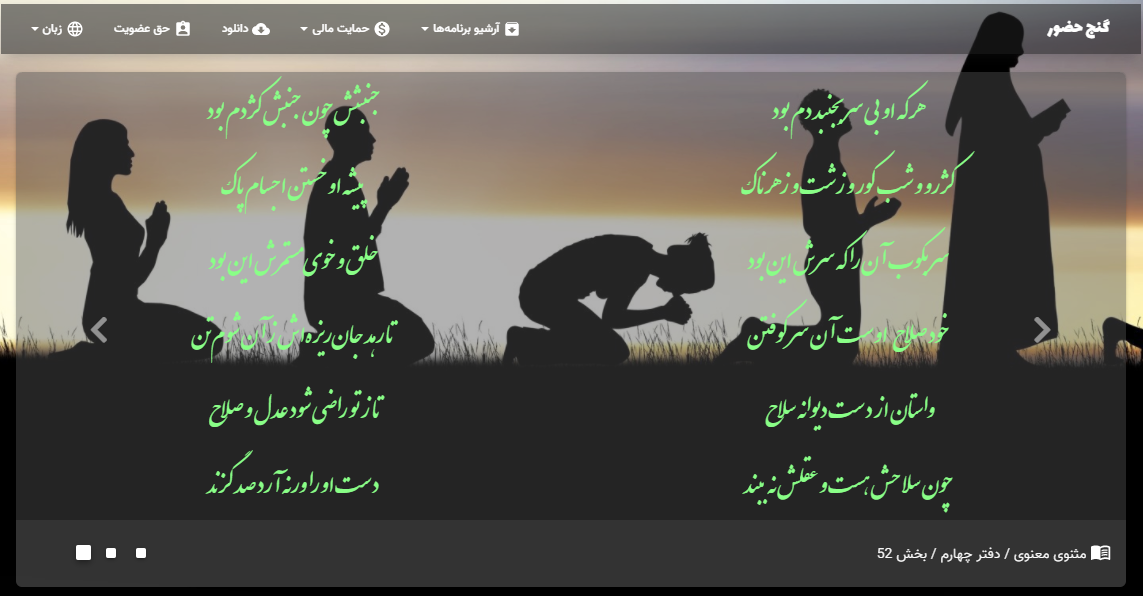 گنج حضور
آرشیو برنامه‌ها
حمایت مالی
دانلود
حق عضویت
زبان
هرکه او بی سر بجنبد دم بود
جنبشش چون جنبش کژدم بود
کژرو و شب کور و زشت و زهرناک
پیشه او خستن اجسام پاک
سر بکوب آن را که سرش این بود
خلق و خوی مستمرش این بود
خود صلاح اوست آن سر کوفتن
تا رهد جان‌ریزه‌اش زآن شوم‌تن
واستان از دست دیوانه سلاح
تا ز تو راضی شود عدل و صلاح
چون سلاحش هست و عقلش نه ببند
دست او را ورنه آرد صد گزند
مثنوی معنوی / دفتر چهارم / بخش 52